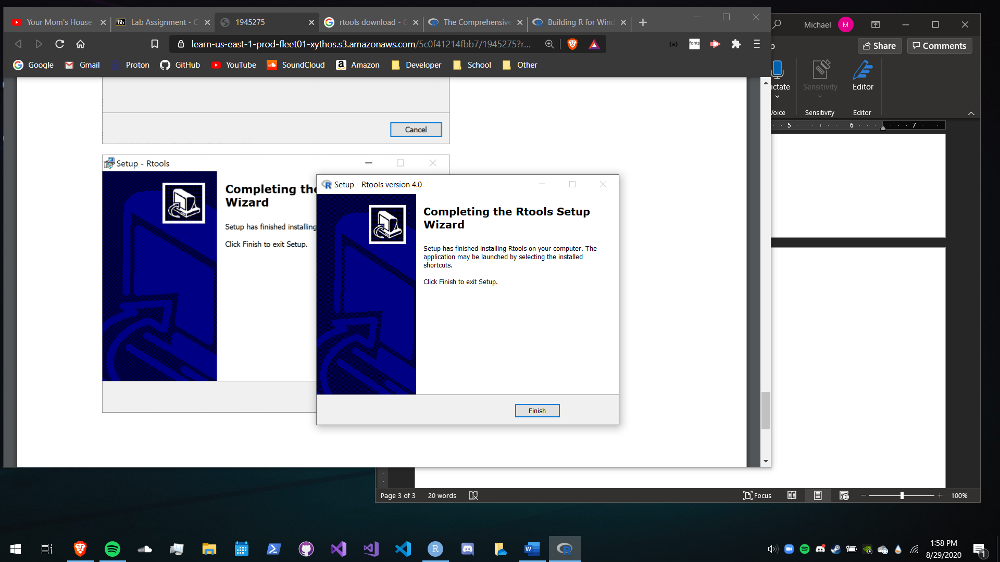 Your Mom's House
Lab Assignment - C
1945275
rtools download - G
The Comprehensive
Building R for Wind
learn-us-east-1-prod-fleet01-xythos.s3.amazonaws.com/5c0f41214fbb7/1945275?r...
fonts
Google
Gmail
Proton
GitHub
YouTube
SoundCloud
Amazon
Developer
School
Other
Michael
M
p
Share
Comments
ictate
Sensitivity
Editor
Voice
Sensitivity
Editor
5
6
7
Cancel
Setup - Rtools
Completing the
Wizard
Setup has finished installing
Click Finish to exit Setup.
Setup - Rtools version 4.0
Completing the Rtools Setup
Wizard
Setup has finished installing Rtools on your computer. The
application may be launched by selecting the installed
shortcuts.
Click Finish to exit Setup.
Finish
Page 3 of 3
20 words
Focus
100%
1:58 PM
8/29/2020
1